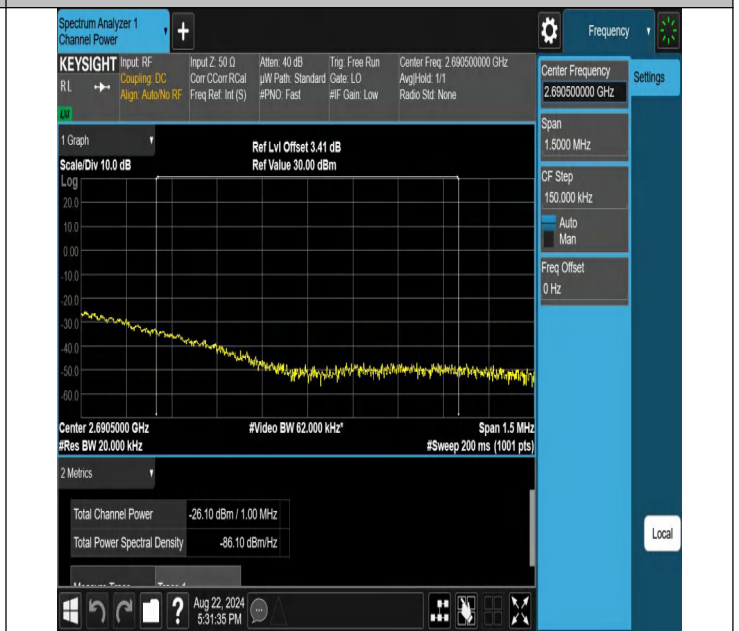 Spectrum Analyzer 1
Channel Power
+
Frequency
KEYSIGHT
RL
LXI
Input: RF
Coupling: DC
Align: Auto/No RF
Input Z: 50 Ω
Corr CCorr RCal
Freq Ref: Int (S)
Atten: 40 dB
µW Path: Standard
#PNO: Fast
Trig: Free Run
Gate: LO
#IF Gain: Low
Center Freq: 2.690500000 GHz
Avg|Hold: 1/1
Radio Std: None
Center Frequency
2.690500000 GHz
Settings
Span
1.5000 MHz
CF Step
150.000 kHz
Auto
Man
Freq Offset
0 Hz
1 Graph
Scale/Div 10.0 dB
Ref Lvl Offset 3.41 dB
Ref Value 30.00 dBm
Log
20.0
10.0
0.00
-10.0
-20.0
-30.0
-40.0
-50.0
-60.0
Center 2.6905000 GHz
#Video BW 62.000 kHz*
Span 1.5 MHz
#Res BW 20.000 kHz
#Sweep 200 ms (1001 pts)
2 Metrics
Total Channel Power -26.10 dBm / 1.00 MHz
Total Power Spectral Density -86.10 dBm/Hz
Local
?
Aug 22, 2024
5:31:35 PM